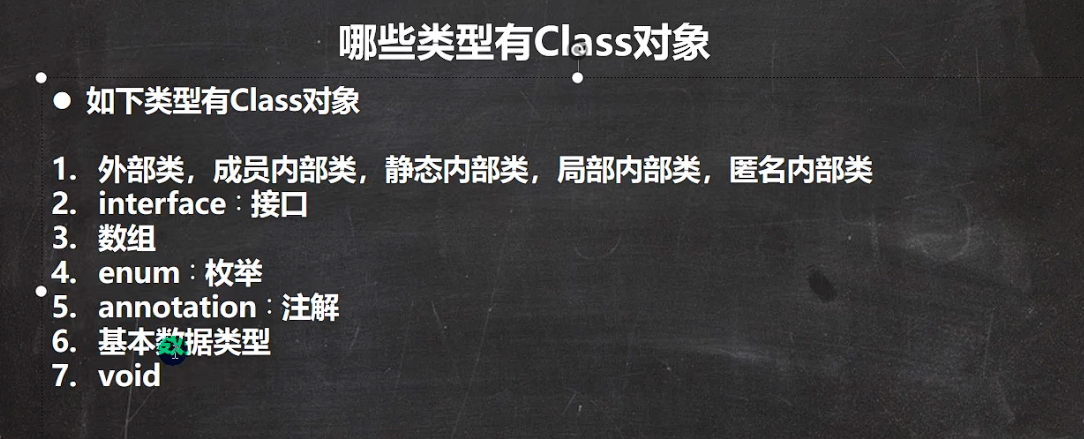 哪些类型有Class对象
● 如下类型有Class对象
1. 外部类，成员内部类，静态内部类，局部内部类，匿名内部类
2. interface：接口
3. 数组
4. enum：枚举
5. annotation：注解
6. 基本数据类型
7. void